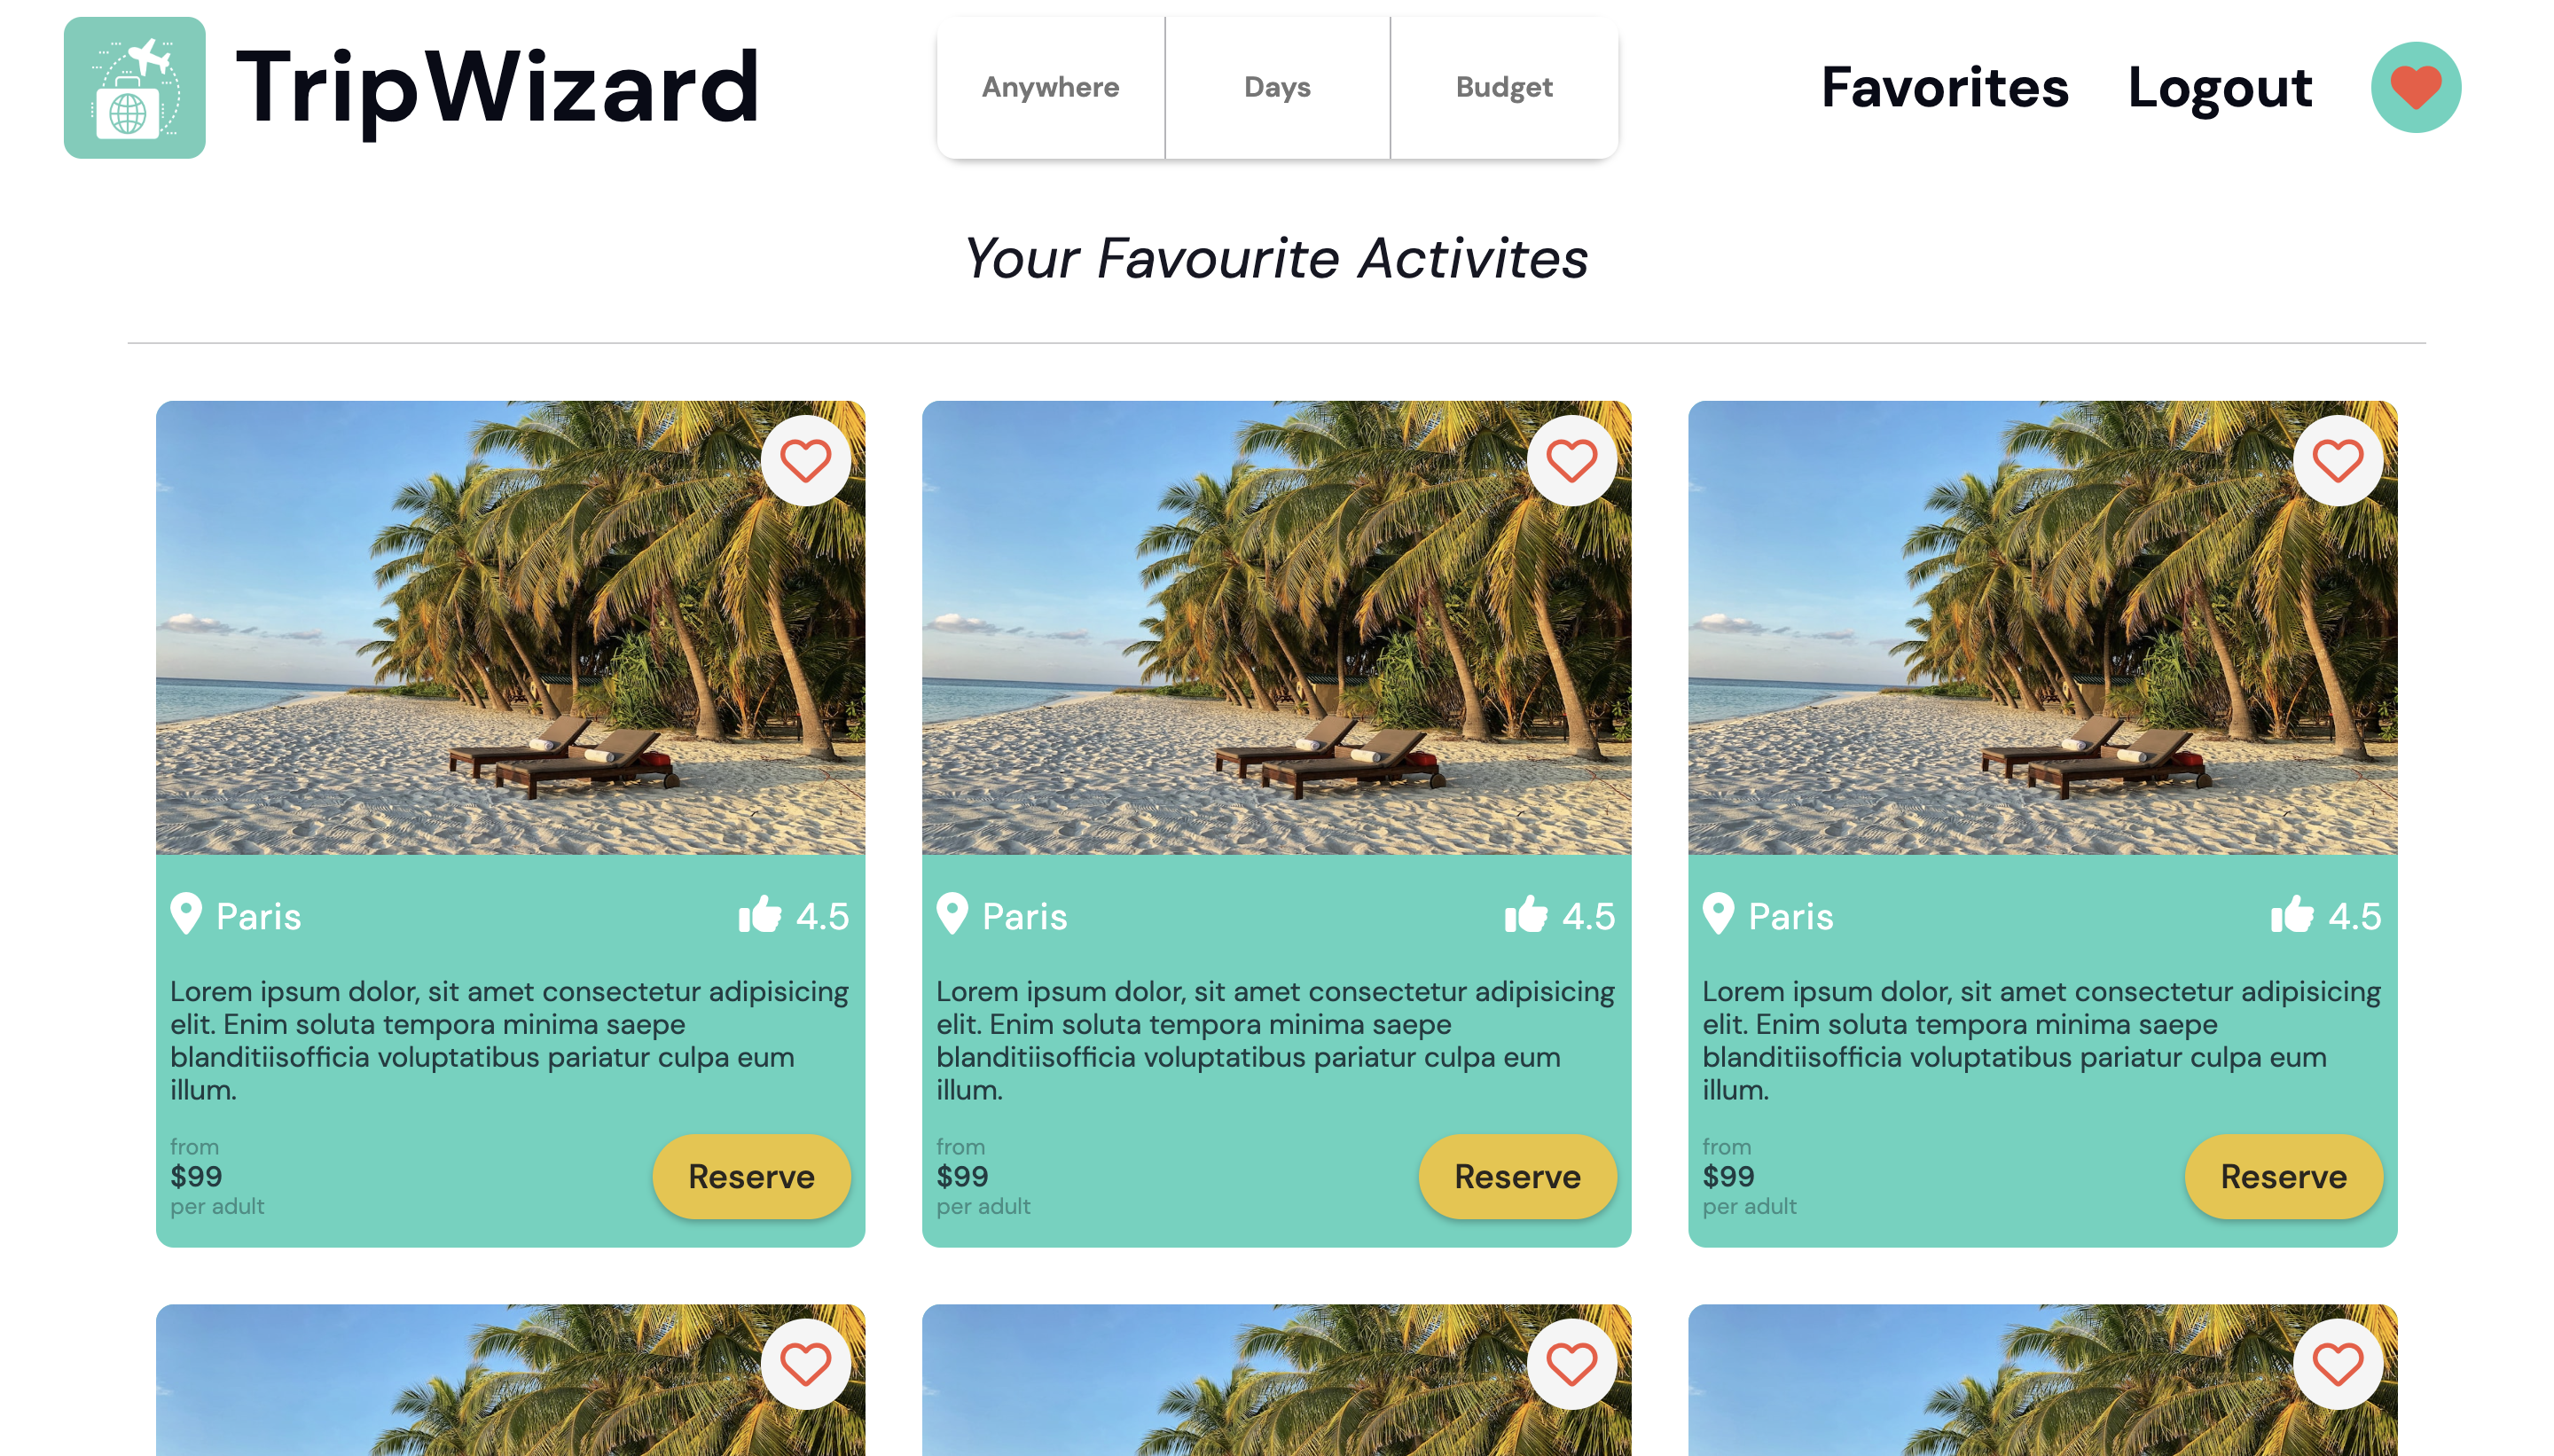 TripWizard
Anywhere
Days
Budget
Favorites
Logout
Your Favourite Activites
Paris
4.5
Lorem ipsum dolor, sit amet consectetur adipisicing
elit. Enim soluta tempora minima saepe
blanditiisofficia voluptatibus pariatur culpa eum
illum.
from
$99
per adult
Reserve
Paris
4.5
Lorem ipsum dolor, sit amet consectetur adipisicing
elit. Enim soluta tempora minima saepe
blanditiisofficia voluptatibus pariatur culpa eum
illum.
from
$99
per adult
Reserve
Paris
4.5
Lorem ipsum dolor, sit amet consectetur adipisicing
elit. Enim soluta tempora minima saepe
blanditiisofficia voluptatibus pariatur culpa eum
illum.
from
$99
per adult
Reserve